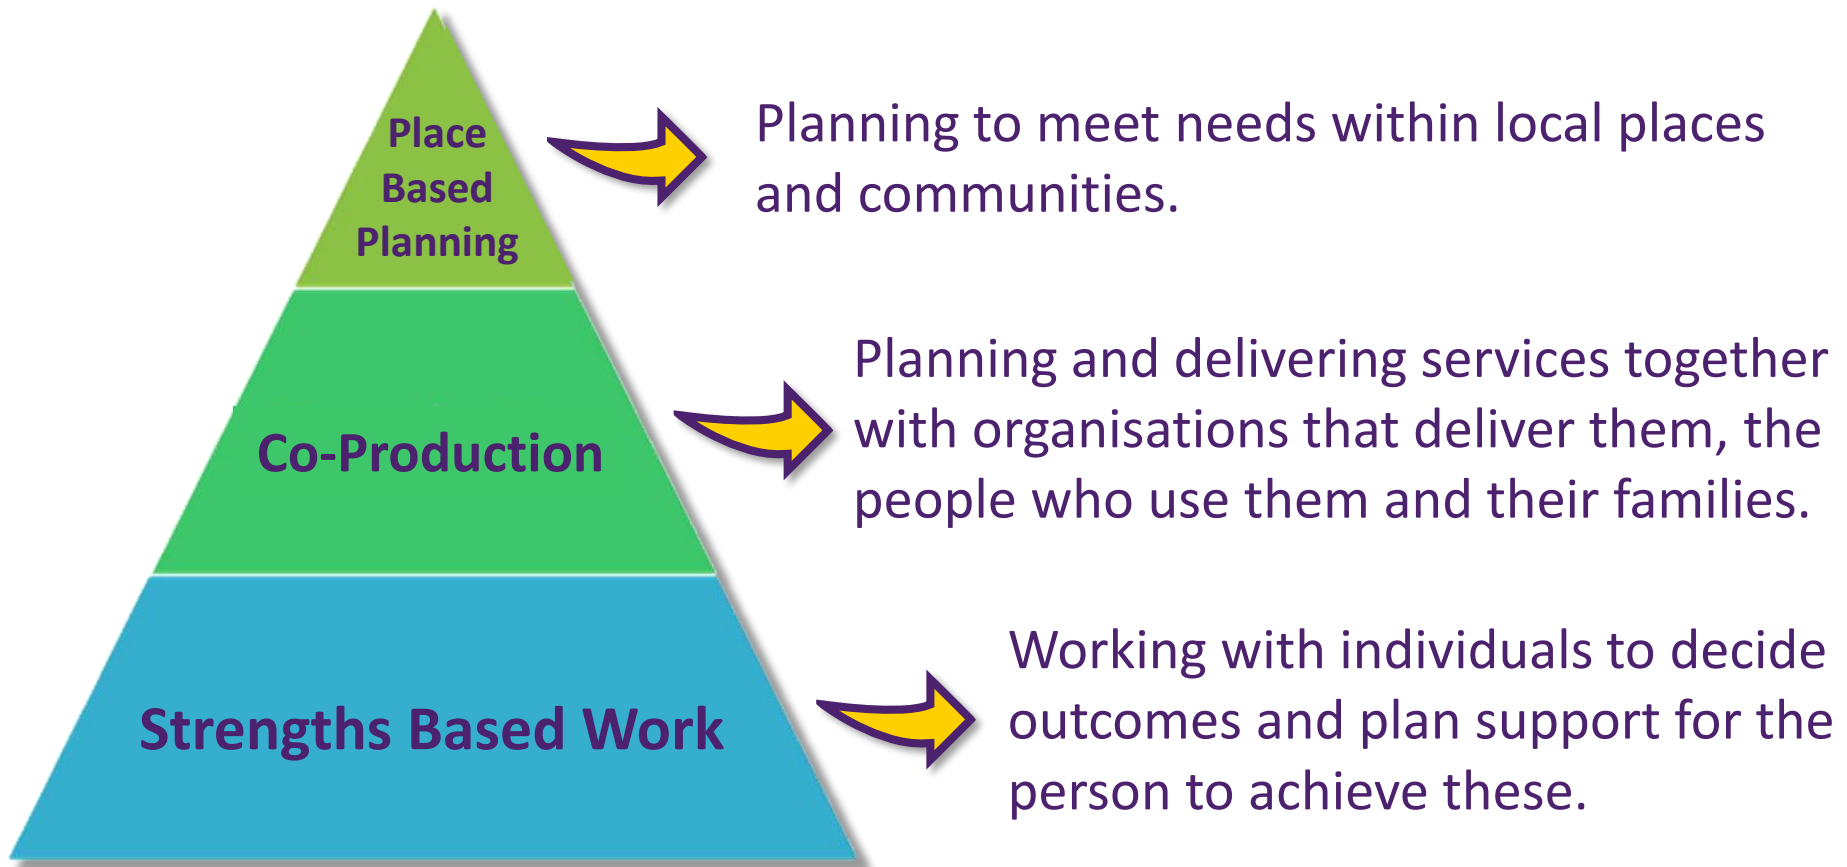 Place
Based
Planning
Planning to meet needs within local places
and communities.
Co-Production
Planning and delivering services together
with organisations that deliver them, the
people who use them and their families.
Strengths Based Work
Working with individuals to decide
outcomes and plan support for the
person to achieve these.